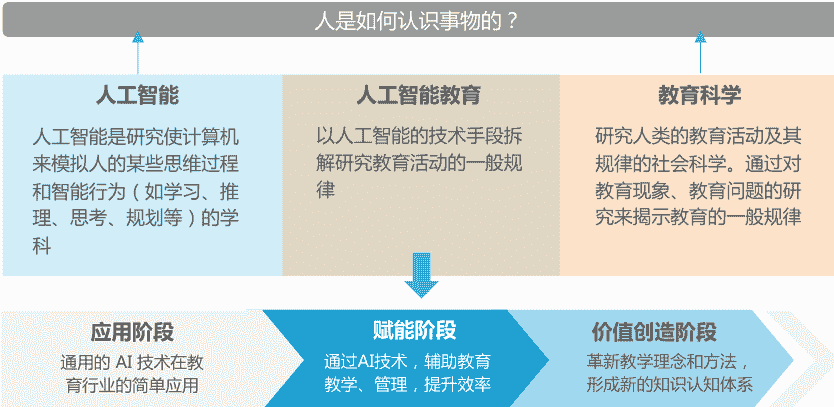 人是如何认识事物的？
人工智能
人工智能是研究使计算机
来模拟人的某些思维过程
和智能行为（如学习、推
理、思考、规划等）的学
科
人工智能教育
以人工智能的技术手段拆
解研究教育活动的一般规
律
教育科学
研究人类的教育活动及其
规律的社会科学。通过对
教育现象、教育问题的研
究来揭示教育的一般规律
应用阶段
通用的 AI 技术在教
育行业的简单应用
赋能阶段
通过AI技术，辅助教育
教学、管理，提升效率
价值创造阶段
革新教学理念和方法，
形成新的知识认知体系